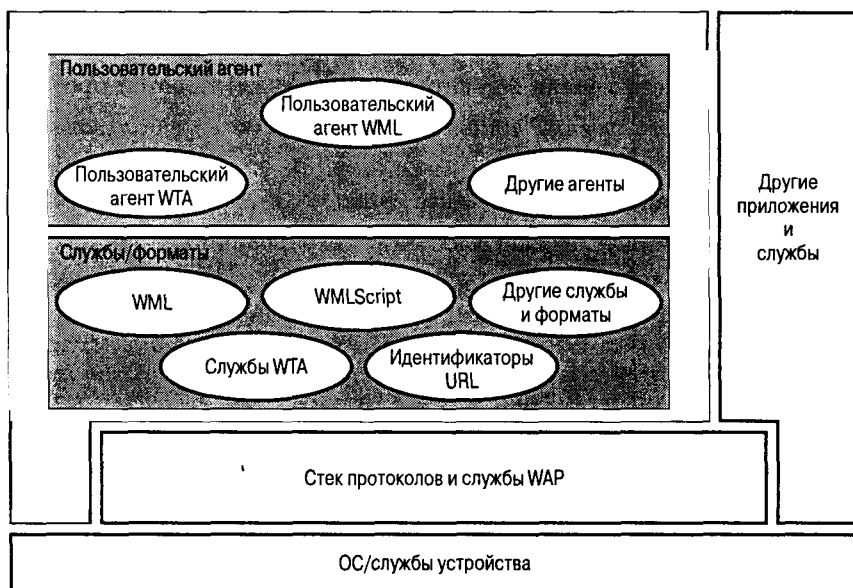 Пользовательский агент
Пользовательский
агент WML
Пользовательский
агент WTA
Другие агенты
Другие
приложения
и
службы
Службы/форматы
WML
WMLScript
Другие службы
и форматы
Службы WTA
Идентификаторы
URL
Стек протоколов и службы WAP
ОС/службы устройства